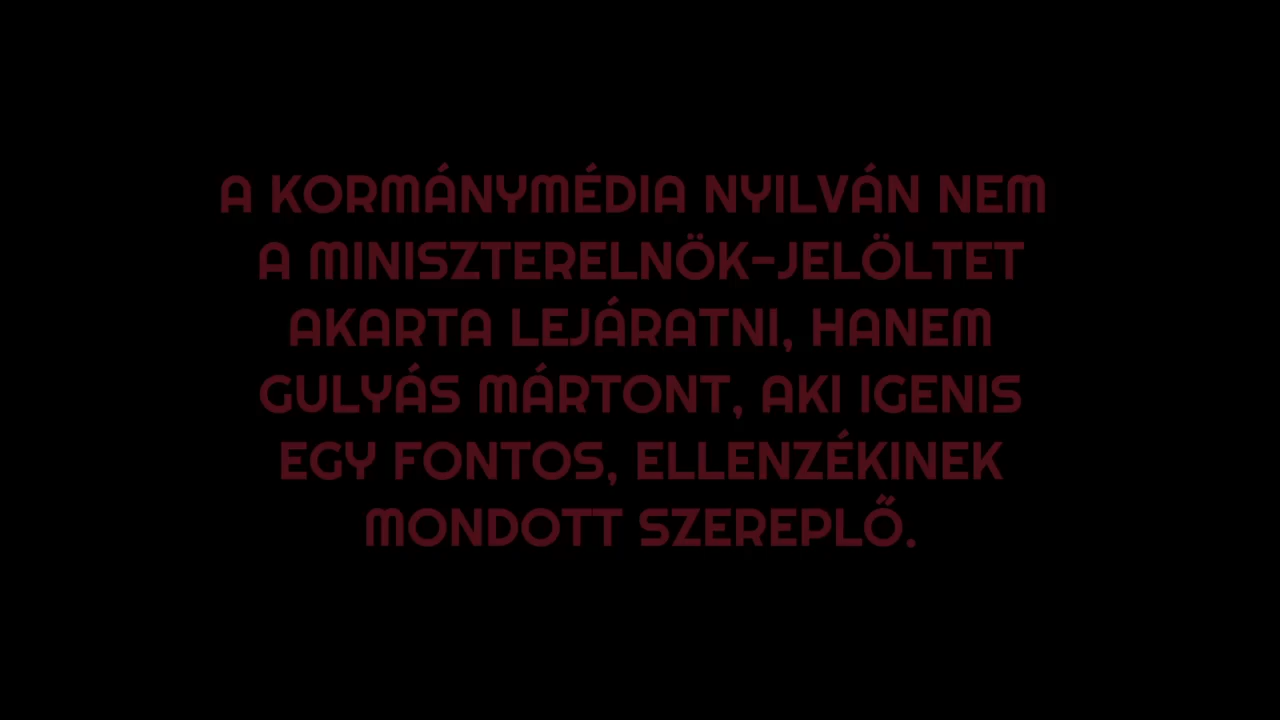 A KORMÁNYMÉDIA NYILVÁN NEM
A MINISZTERELNÖK-JELÖLTET
AKARTA LEJÁRATNI, HANEM
GULYÁS MÁRTONT, AKI IGENIS
EGY FONTOS, ELLENZÉKINEK
MONDOTT SZEREPLŐ.